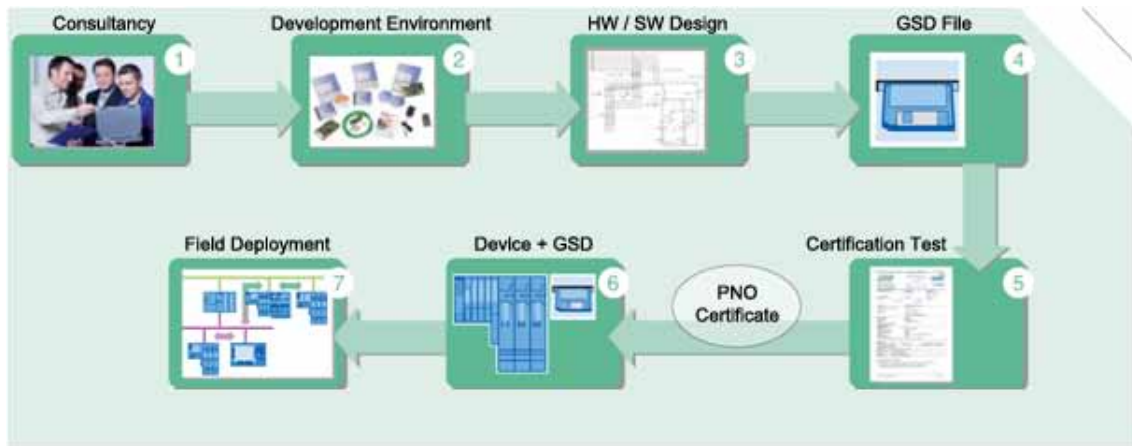 Consultancy
1
Development Environment
2
HW / SW Design
3
GSD File
4
Certification Test
5
PNO
Certificate
Device + GSD
6
Field Deployment
7